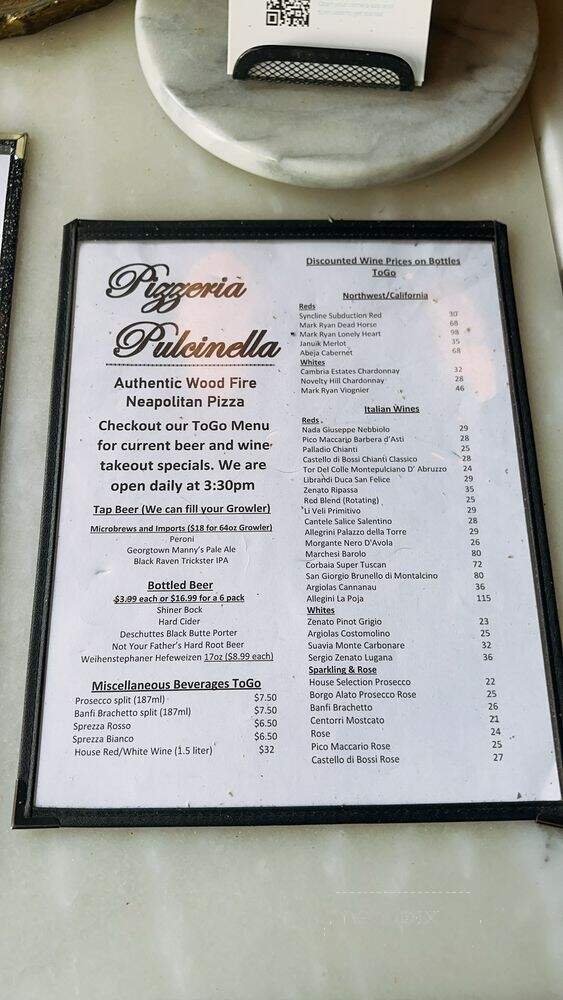 Pizzeria
Pulcinella
Authentic Wood Fire
Neapolitan Pizza
Checkout our ToGo Menu
for current beer and wine
takeout specials. We are
open daily at 3:30pm
Tap Beer (We can fill your Growler)
Microbrews and Imports ($18 for 64oz Growler)
Peroni
Georgetown Manny's Pale Ale
Black Raven Trickster IPA
Bottled Beer
$3.99 each or $16.99 for a 6 pack
Shiner Bock
Hard Cider
Deschuttes Black Butte Porter
Not Your Father's Hard Root Beer
Weihenstephaner Hefeweizen 17oz ($8.99 each)
Miscellaneous Beverages ToGo
Prosecco split (187ml) $7.50
Banfi Brachetto split (187ml) $7.50
Sprezza Rosso $6.50
Sprezza Bianco $6.50
House Red/White Wine (1.5 liter) $32
Discounted Wine Prices on Bottles
ToGo
Northwest/California
Reds
Syncline Subduction Red 30
Mark Ryan Dead Horse 68
Mark Ryan Lonely Heart 98
Januik Merlot 35
Abeja Cabernet 68
Whites
Cambria Estates Chardonnay 32
Novelty Hill Chardonnay 28
Mark Ryan Viognier 46
Italian Wines
Reds
Nada Giuseppe Nebbiolo 29
Pico Maccario Barbera d'Asti 28
Palladio Chianti 25
Castello di Bossi Chianti Classico 28
Tor Del Colle Montepulciano D' Abruzzo 24
Librandi Duca San Felice 29
Zenato Ripassa 35
Red Blend (Rotating) 25
Li Veli Primitivo 29
Cantele Salice Salentino 28
Allegrini Palazzo della Torre 29
Morgante Nero D'Avola 26
Marchesi Barolo 80
Corbaia Super Tuscan 72
San Giorgio Brunello di Montalcino 80
Argiolas Cannanau 36
Allegini La Poja 115
Whites
Zenato Pinot Grigio 23
Argiolas Costomolino 25
Suavia Monte Carbonare 32
Sergio Zenato Lugana 36
Sparkling & Rose
House Selection Prosecco 22
Borgo Alato Prosecco Rose 25
Banfi Brachetto 26
Centorri Mostcato 21
Rose 24
Pico Maccario Rose 25
Castello di Bossi Rose 27